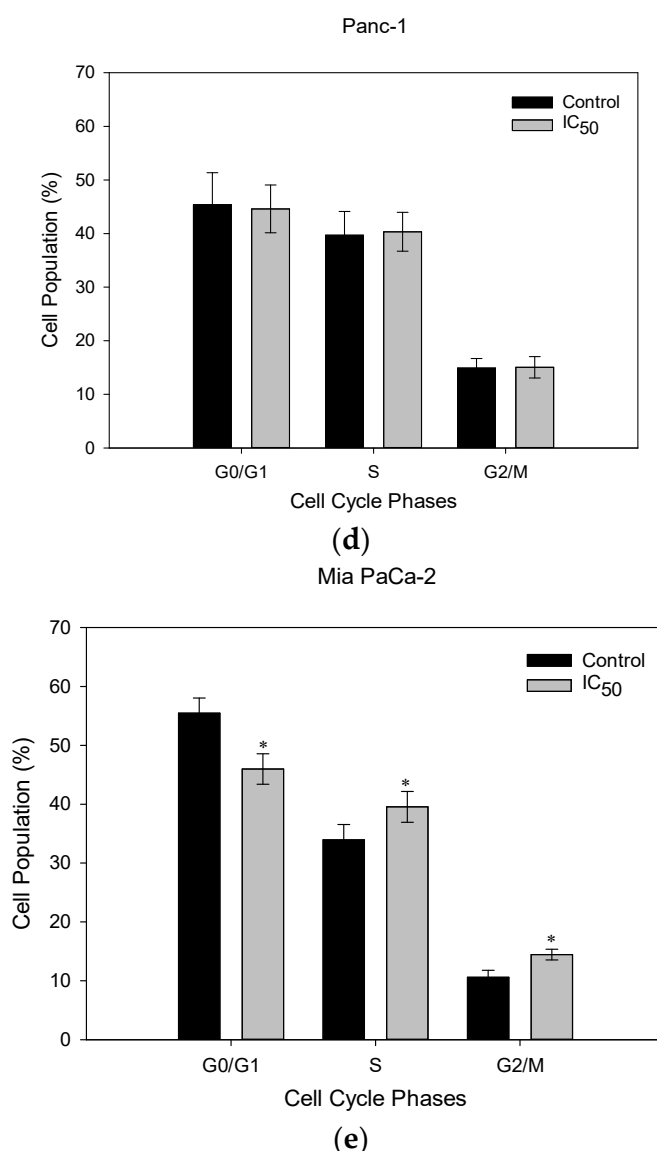 Panc-1
70
60
50
40
30
20
10
0
Cell Population (%)
Control
IC50
G0/G1 S G2/M
Cell Cycle Phases
(d)
Mia PaCa-2
70
60
50
40
30
20
10
0
Cell Population (%)
Control
IC50
*
*
*
G0/G1 S G2/M
Cell Cycle Phases
(e)